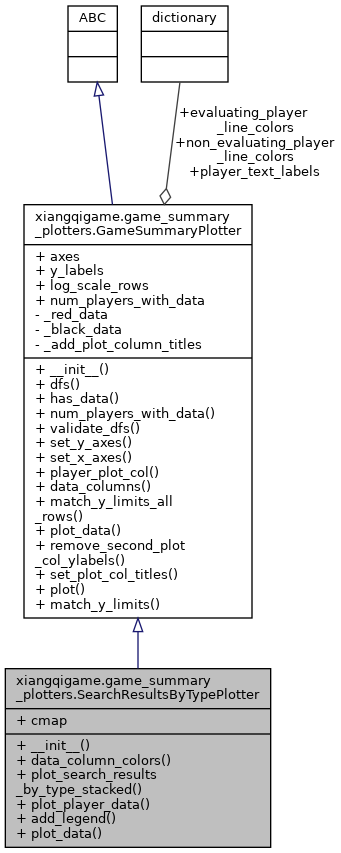 ABC
dictionary
+evaluating_player
_line_colors
+non_evaluating_player
_line_colors
+player_text_labels
xiangqigame.game_summary
_plotters.GameSummaryPlotter
+ axes
+ y_labels
+ log_scale_rows
+ num_players_with_data
- _red_data
- _black_data
- _add_plot_column_titles
+ __init__()
+ dfs()
+ has_data()
+ num_players_with_data()
+ validate_dfs()
+ set_y_axes()
+ set_x_axes()
+ player_plot_col()
+ data_columns()
+ match_y_limits_all
_rows()
+ plot_data()
+ remove_second_plot
_col_ylabels()
+ set_plot_col_titles()
+ plot()
+ match_y_limits()
xiangqigame.game_summary
_plotters.SearchResultsByTypePlotter
+ cmap
+ __init__()
+ data_column_colors()
+ plot_search_results
_by_type_stacked()
+ plot_player_data()
+ add_legend()
+ plot_data()